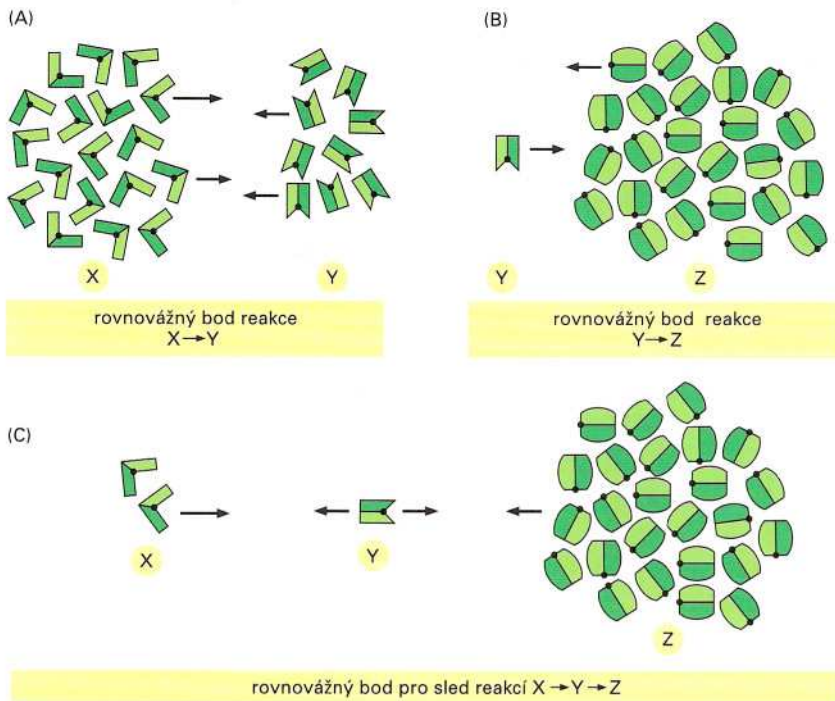 (A)
X
Y
rovnovážný bod reakce
X→Y
(B)
Y
Z
rovnovážný bod reakce
Y→Z
(C)
X
Y
Z
rovnovážný bod pro sled reakcí X→Y→Z